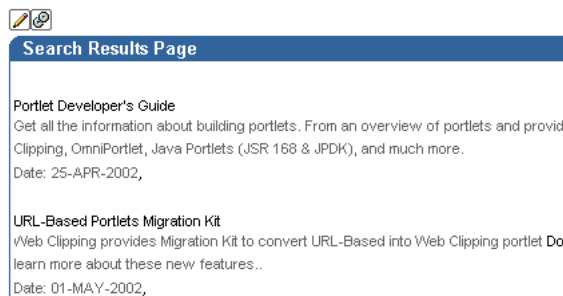 Search Results Page
Portlet Developer's Guide
Get all the information about building portlets. From an overview of portlets and provid
Clipping, OmniPortlet, Java Portlets (JSR 168 & JPDK), and much more.
Date: 25-APR-2002,
URL-Based Portlets Migration Kit
Web Clipping provides Migration Kit to convert URL-Based into Web Clipping portlet Do
learn more about these new features..
Date: 01-MAY-2002,